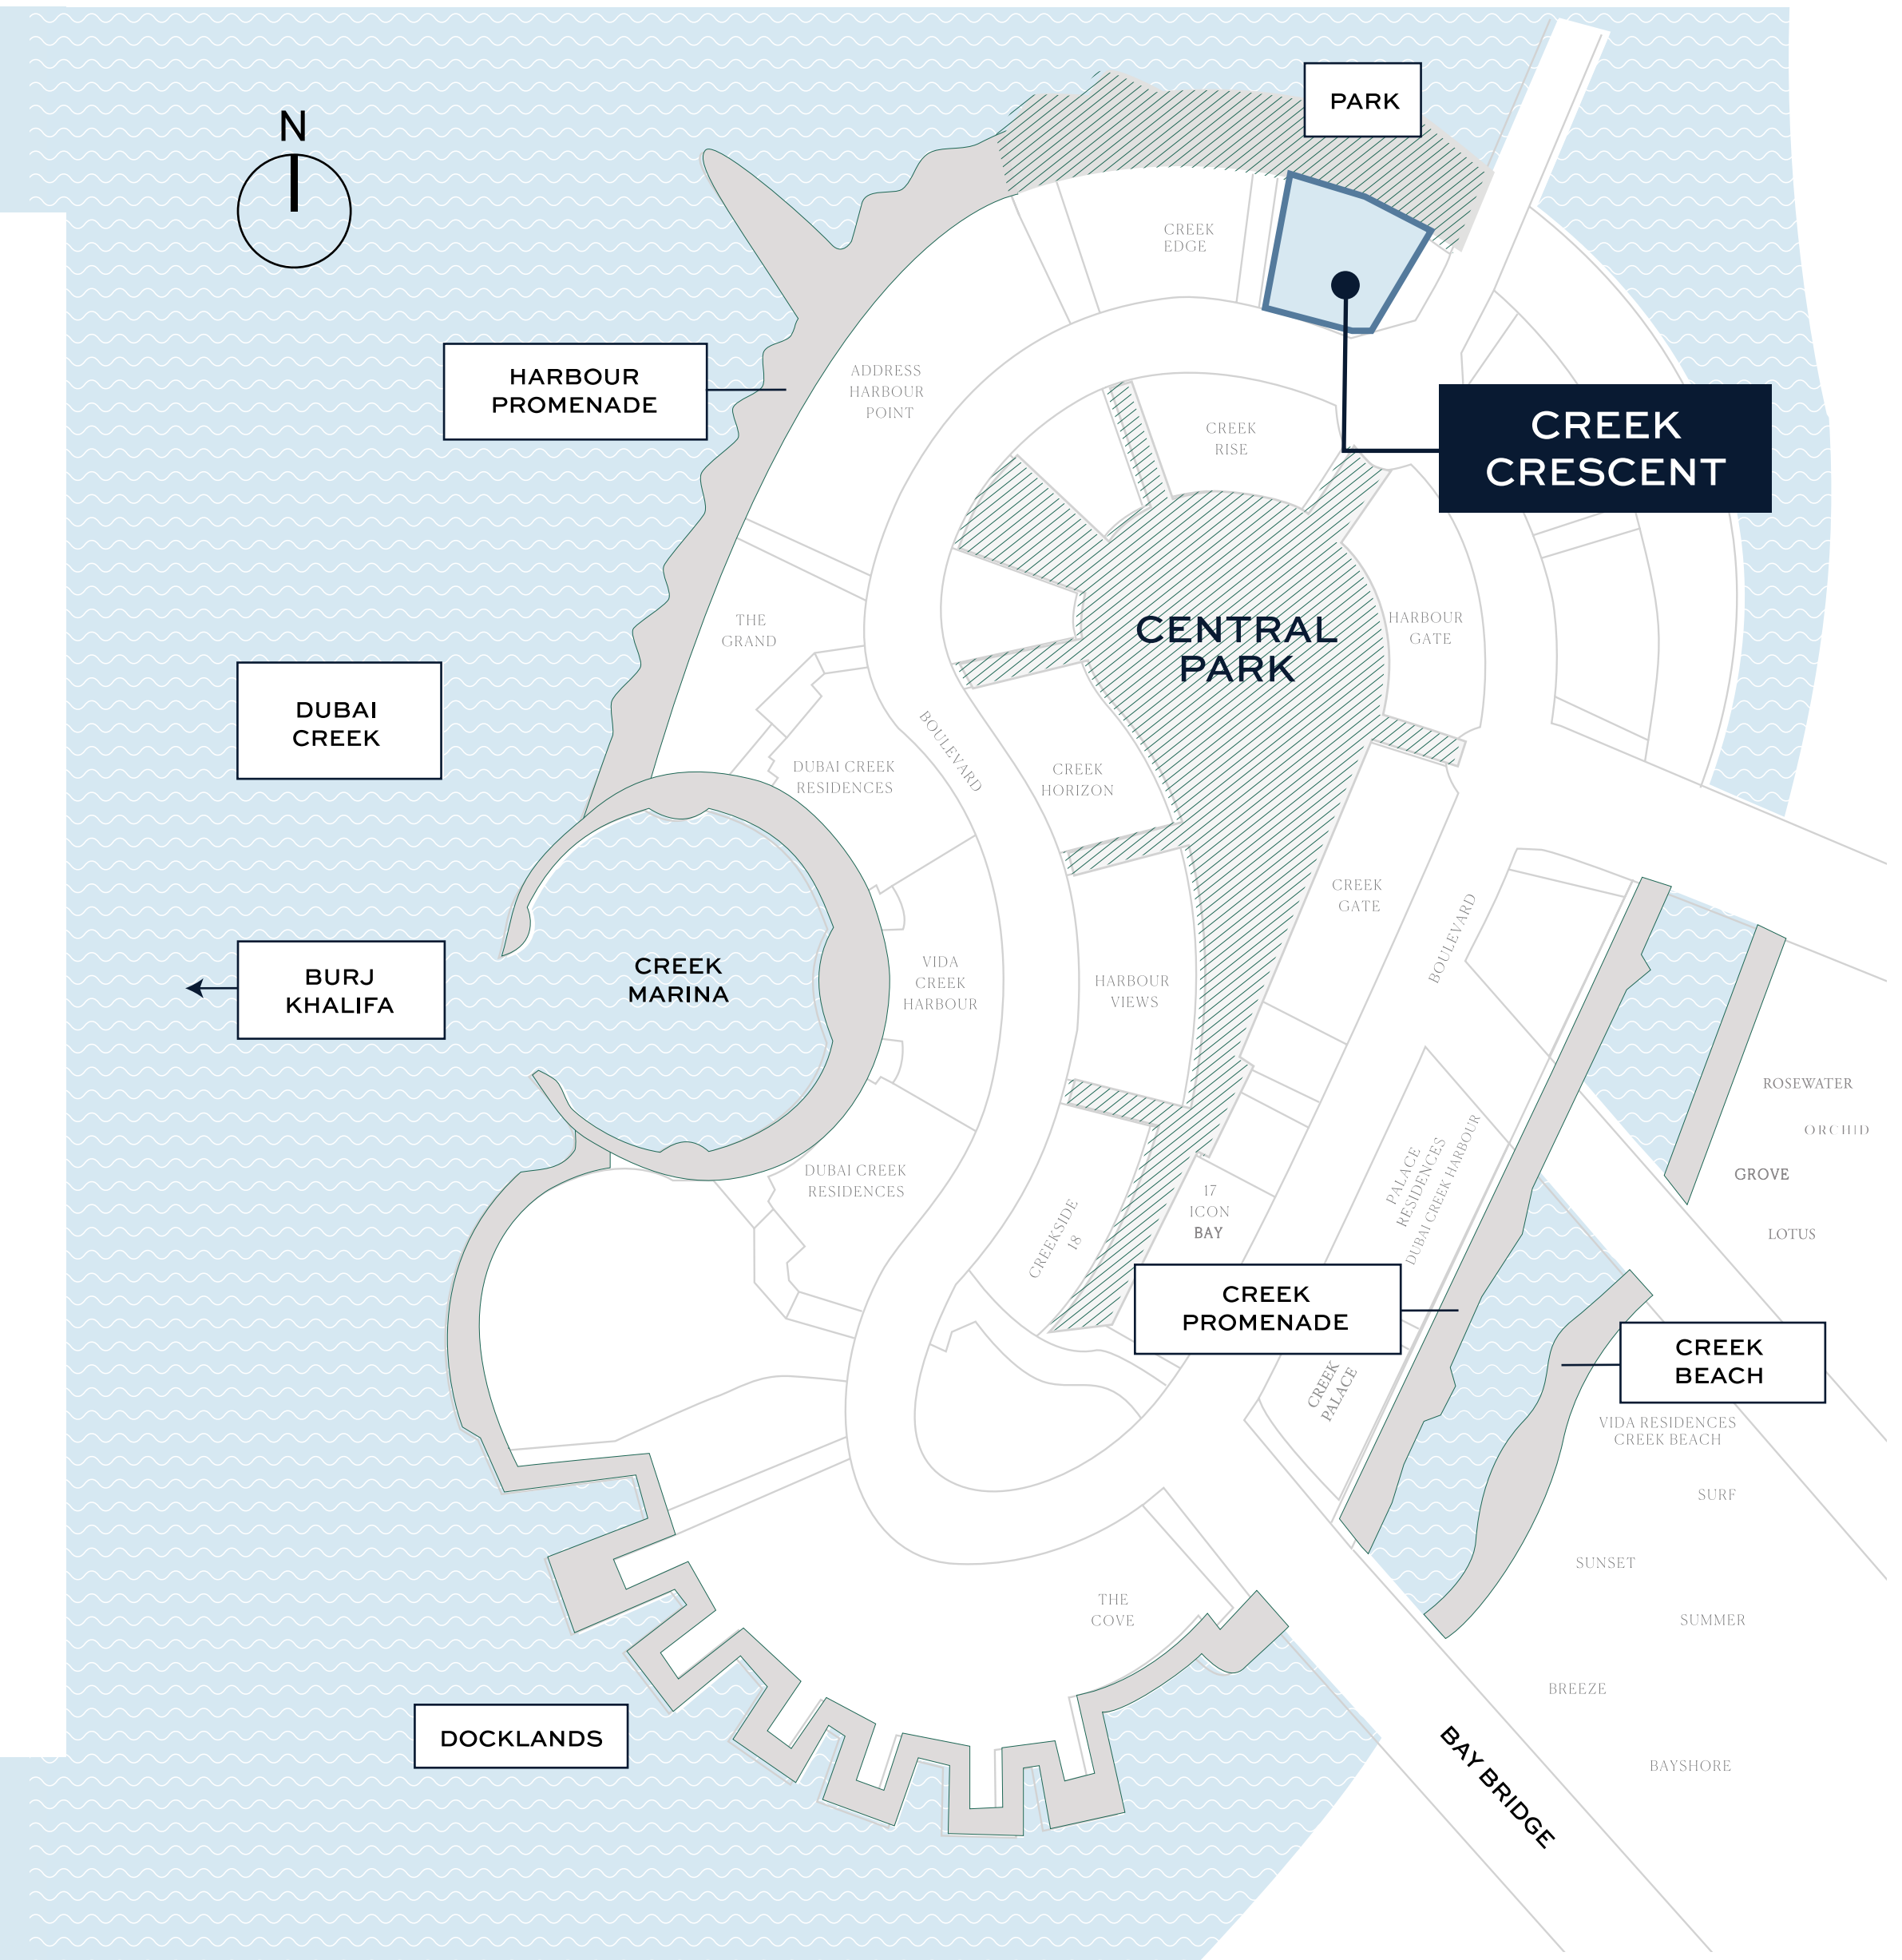 PARK
N
CREEK
EDGE
HARBOUR
PROMENADE
ADDRESS
HARBOUR
POINT
CREEK
RISE
CREEK
CRESCENT
THE
GRAND
CENTRAL
PARK
HARBOUR
GATE
DUBAI
CREEK
BOULEVARD
DUBAI CREEK
RESIDENCES
CREEK
HORIZON
CREEK
GATE
BOULEVARD
BURJ
KHALIFA
CREEK
MARINA
VIDA
CREEK
HARBOUR
HARBOUR
VIEWS
ROSEWATER
ORCHID
GROVE
LOTUS
DUBAI CREEK
RESIDENCES
CREEKSIDE
18
17
ICON
BAY
PALACE
RESIDENCES
DUBAI CREEK HARBOUR
CREEK
PROMENADE
CREEK
BEACH
CREEK
PALACE
VIDA RESIDENCES
CREEK BEACH
SURF
SUNSET
SUMMER
THE
COVE
BREEZE
BAYSHORE
DOCKLANDS
BAY BRIDGE